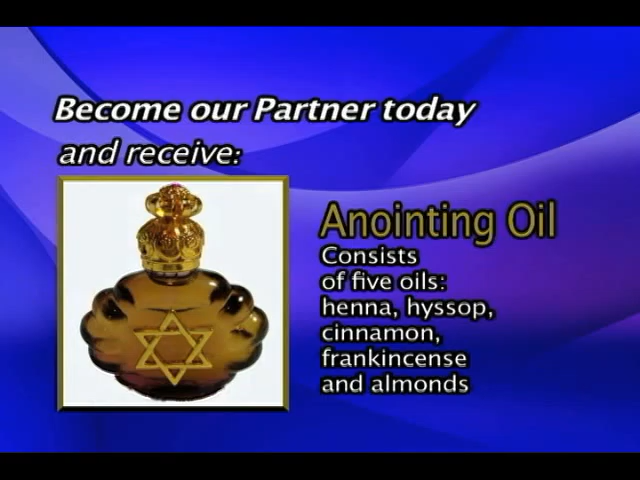 Become our Partner today
and receive:
Anointing Oil
Consists
of five oils:
henna, hyssop,
cinnamon,
frankincense
and almonds